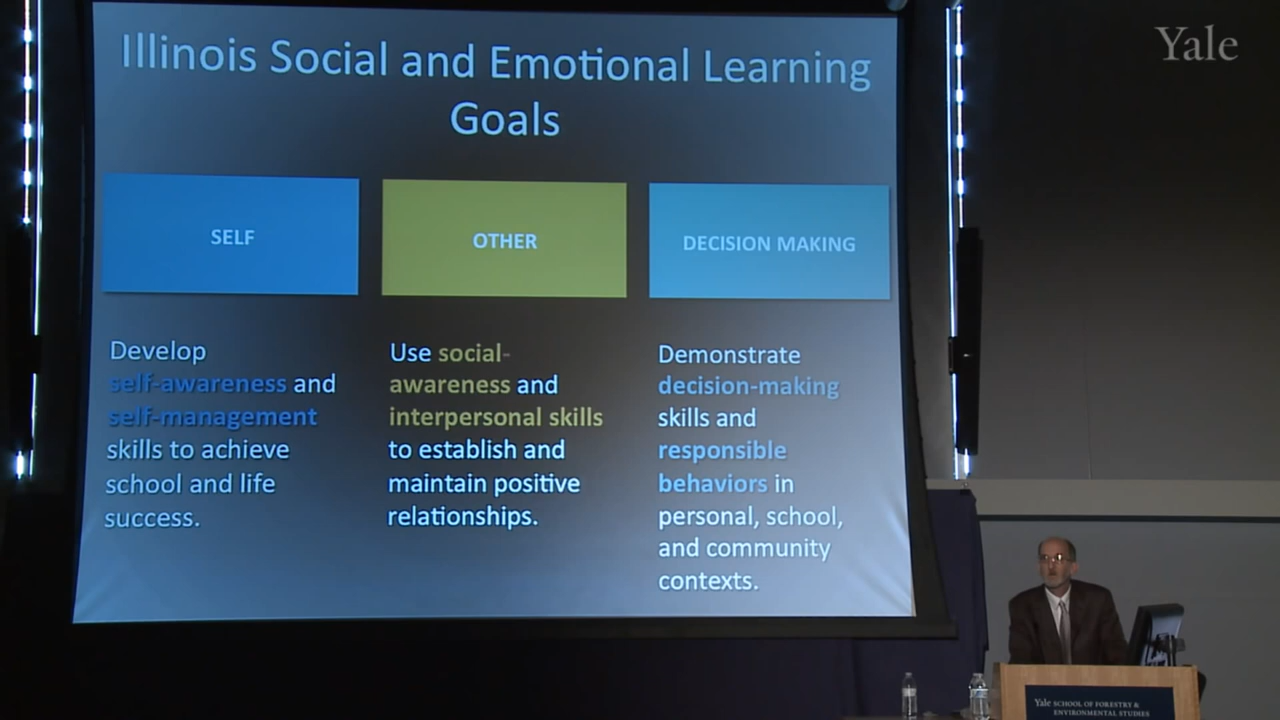 Yale
Illinois Social and Emotional Learning
Goals
SELF
OTHER
DECISION MAKING
Develop
self-awareness and
self-management
skills to achieve
school and life
success.
Use social-
awareness and
interpersonal skills
to establish and
maintain positive
relationships.
Demonstrate
decision-making
skills and
responsible
behaviors in
personal, school,
and community
contexts.
Yale SCHOOL OF FORESTRY &
ENVIRONMENTAL STUDIES